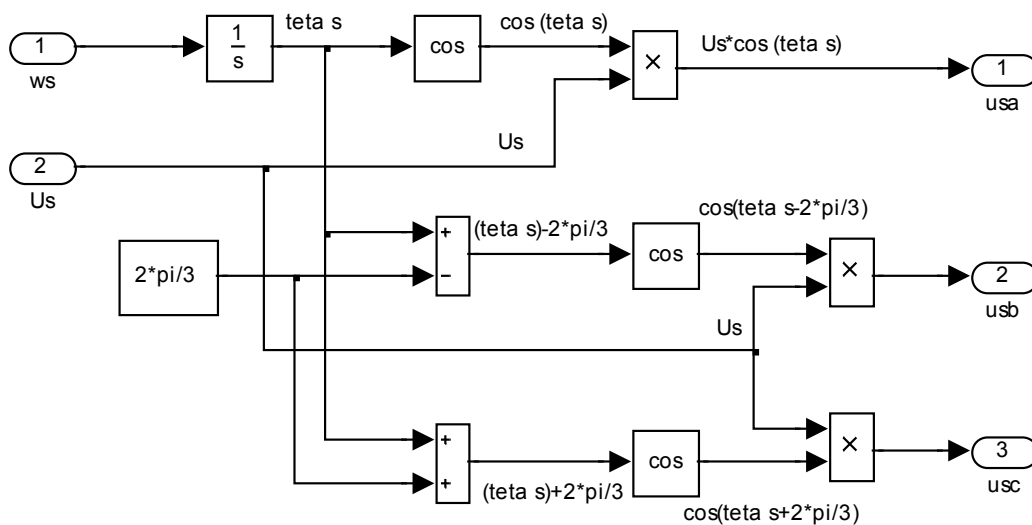 teta s
cos (teta s)
Us*cos (teta s)
1
1
s
cos
×
1
ws
usa
Us
2
Us
cos(teta s-2*pi/3)
+
(teta s)-2*pi/3
−
cos
×
2
2*pi/3
usb
Us
+
+
cos
×
3
(teta s)+2*pi/3
usc
cos(teta s+2*pi/3)